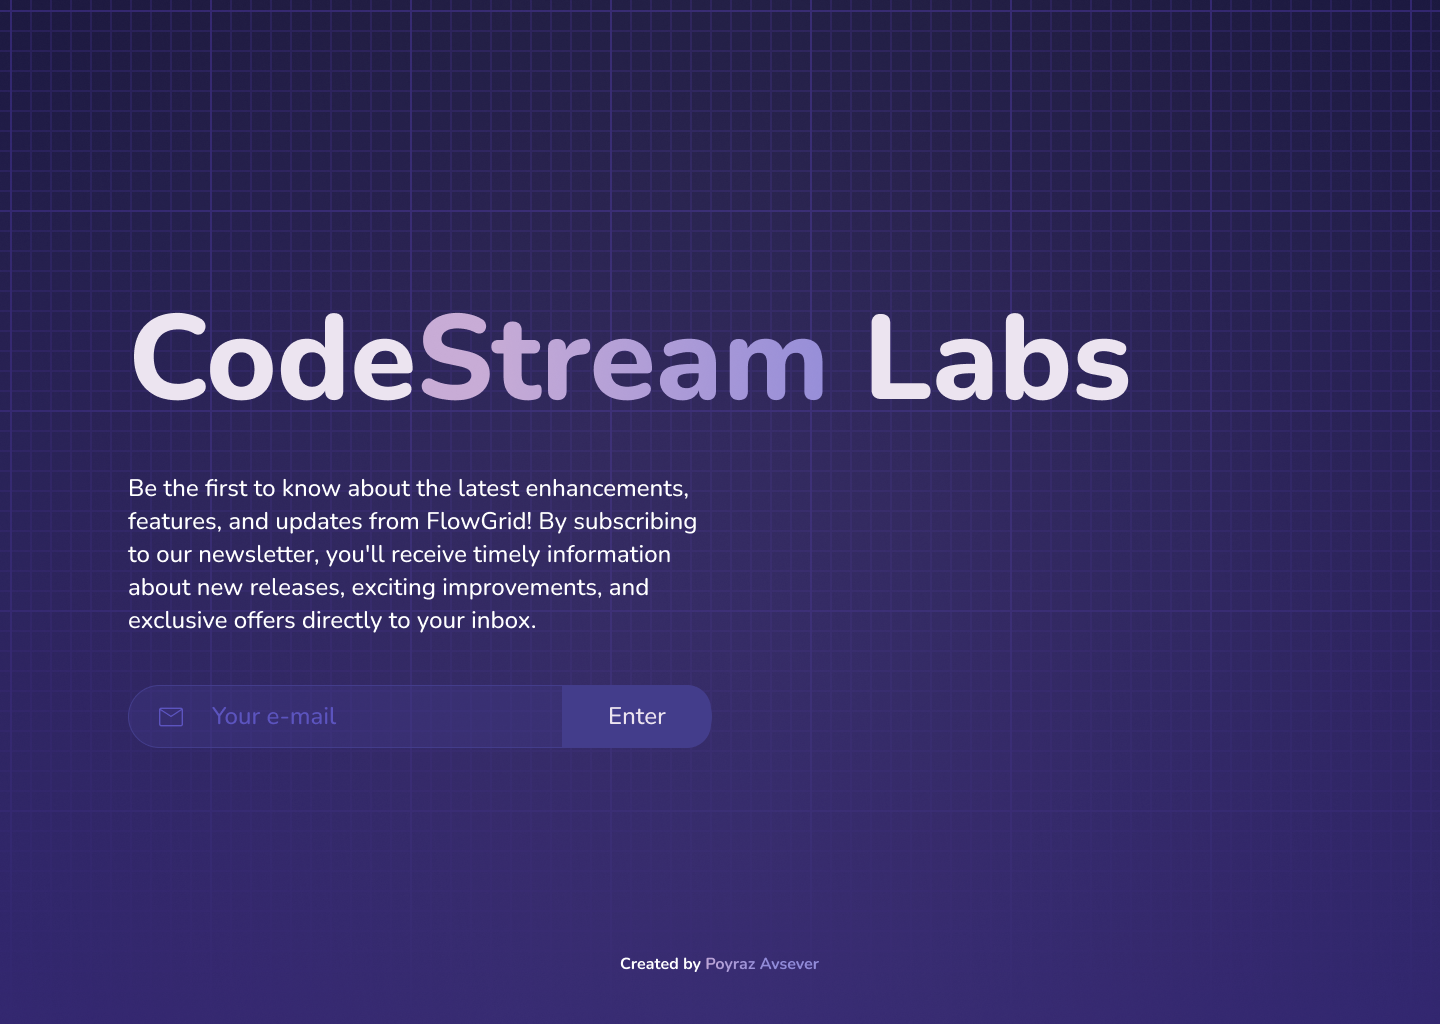 CodeStream Labs
Be the first to know about the latest enhancements,
features, and updates from FlowGrid! By subscribing
to our newsletter, you'll receive timely information
about new releases, exciting improvements, and
exclusive offers directly to your inbox.
Your e-mail
Enter
Created by Poyraz Avsever